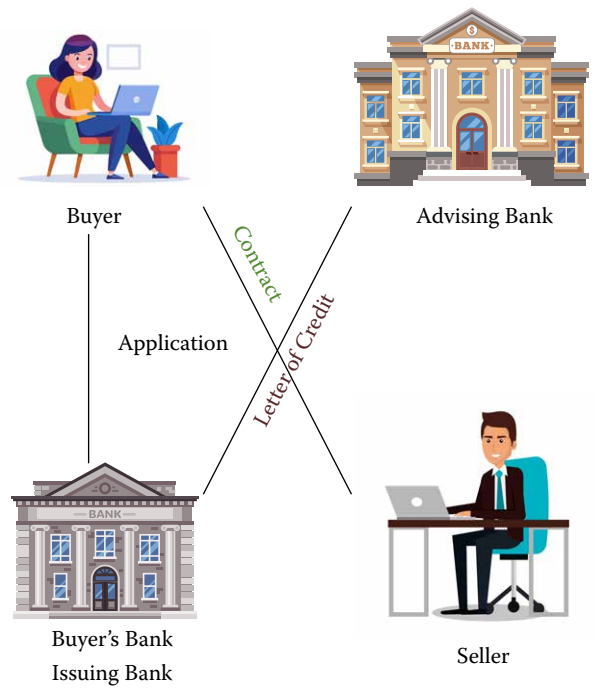 $
BANK
Buyer
Advising Bank
Contract
Application
Letter of Credit
BANK
Buyer’s Bank
Issuing Bank
Seller